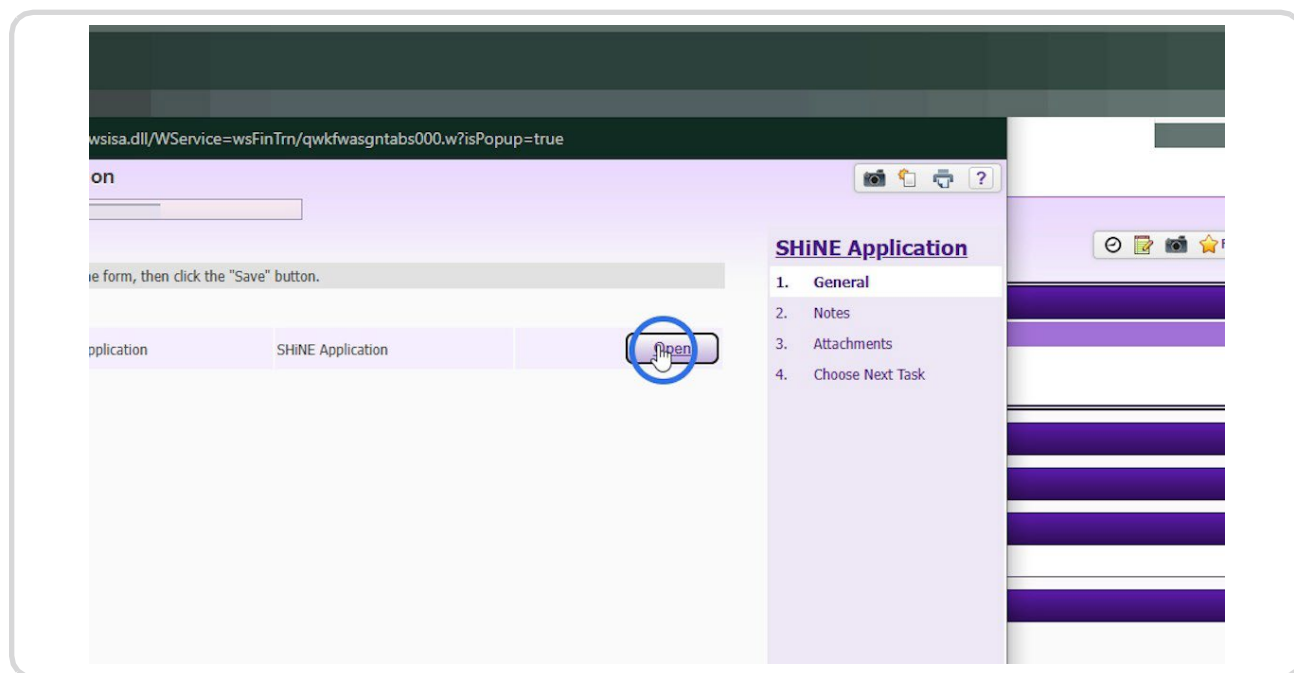 wsisa.dll/WService=wsFinTrn/qwkfwasgntabs000.w?isPopup=true
on
?
SHiNE Application
form, then click the "Save" button.
1. General
2. Notes
pplication SHiNE Application Open
3. Attachments
4. Choose Next Task